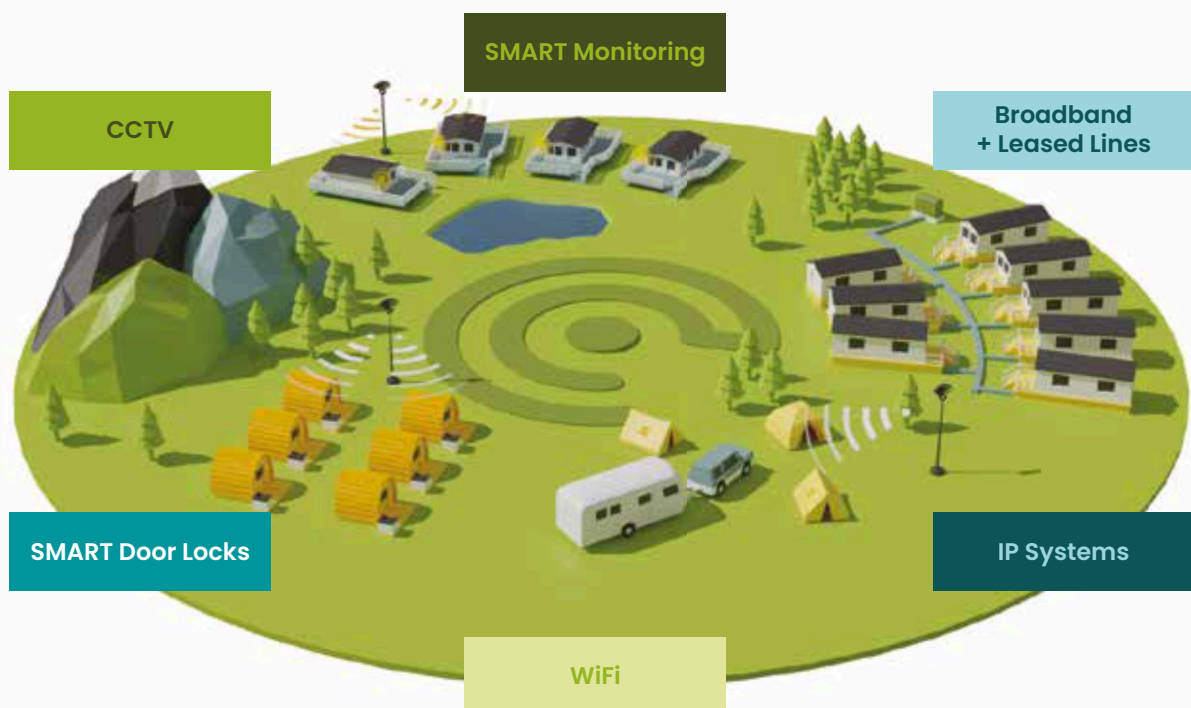 SMART Monitoring
CCTV
Broadband
+ Leased Lines
SMART Door Locks
IP Systems
WiFi